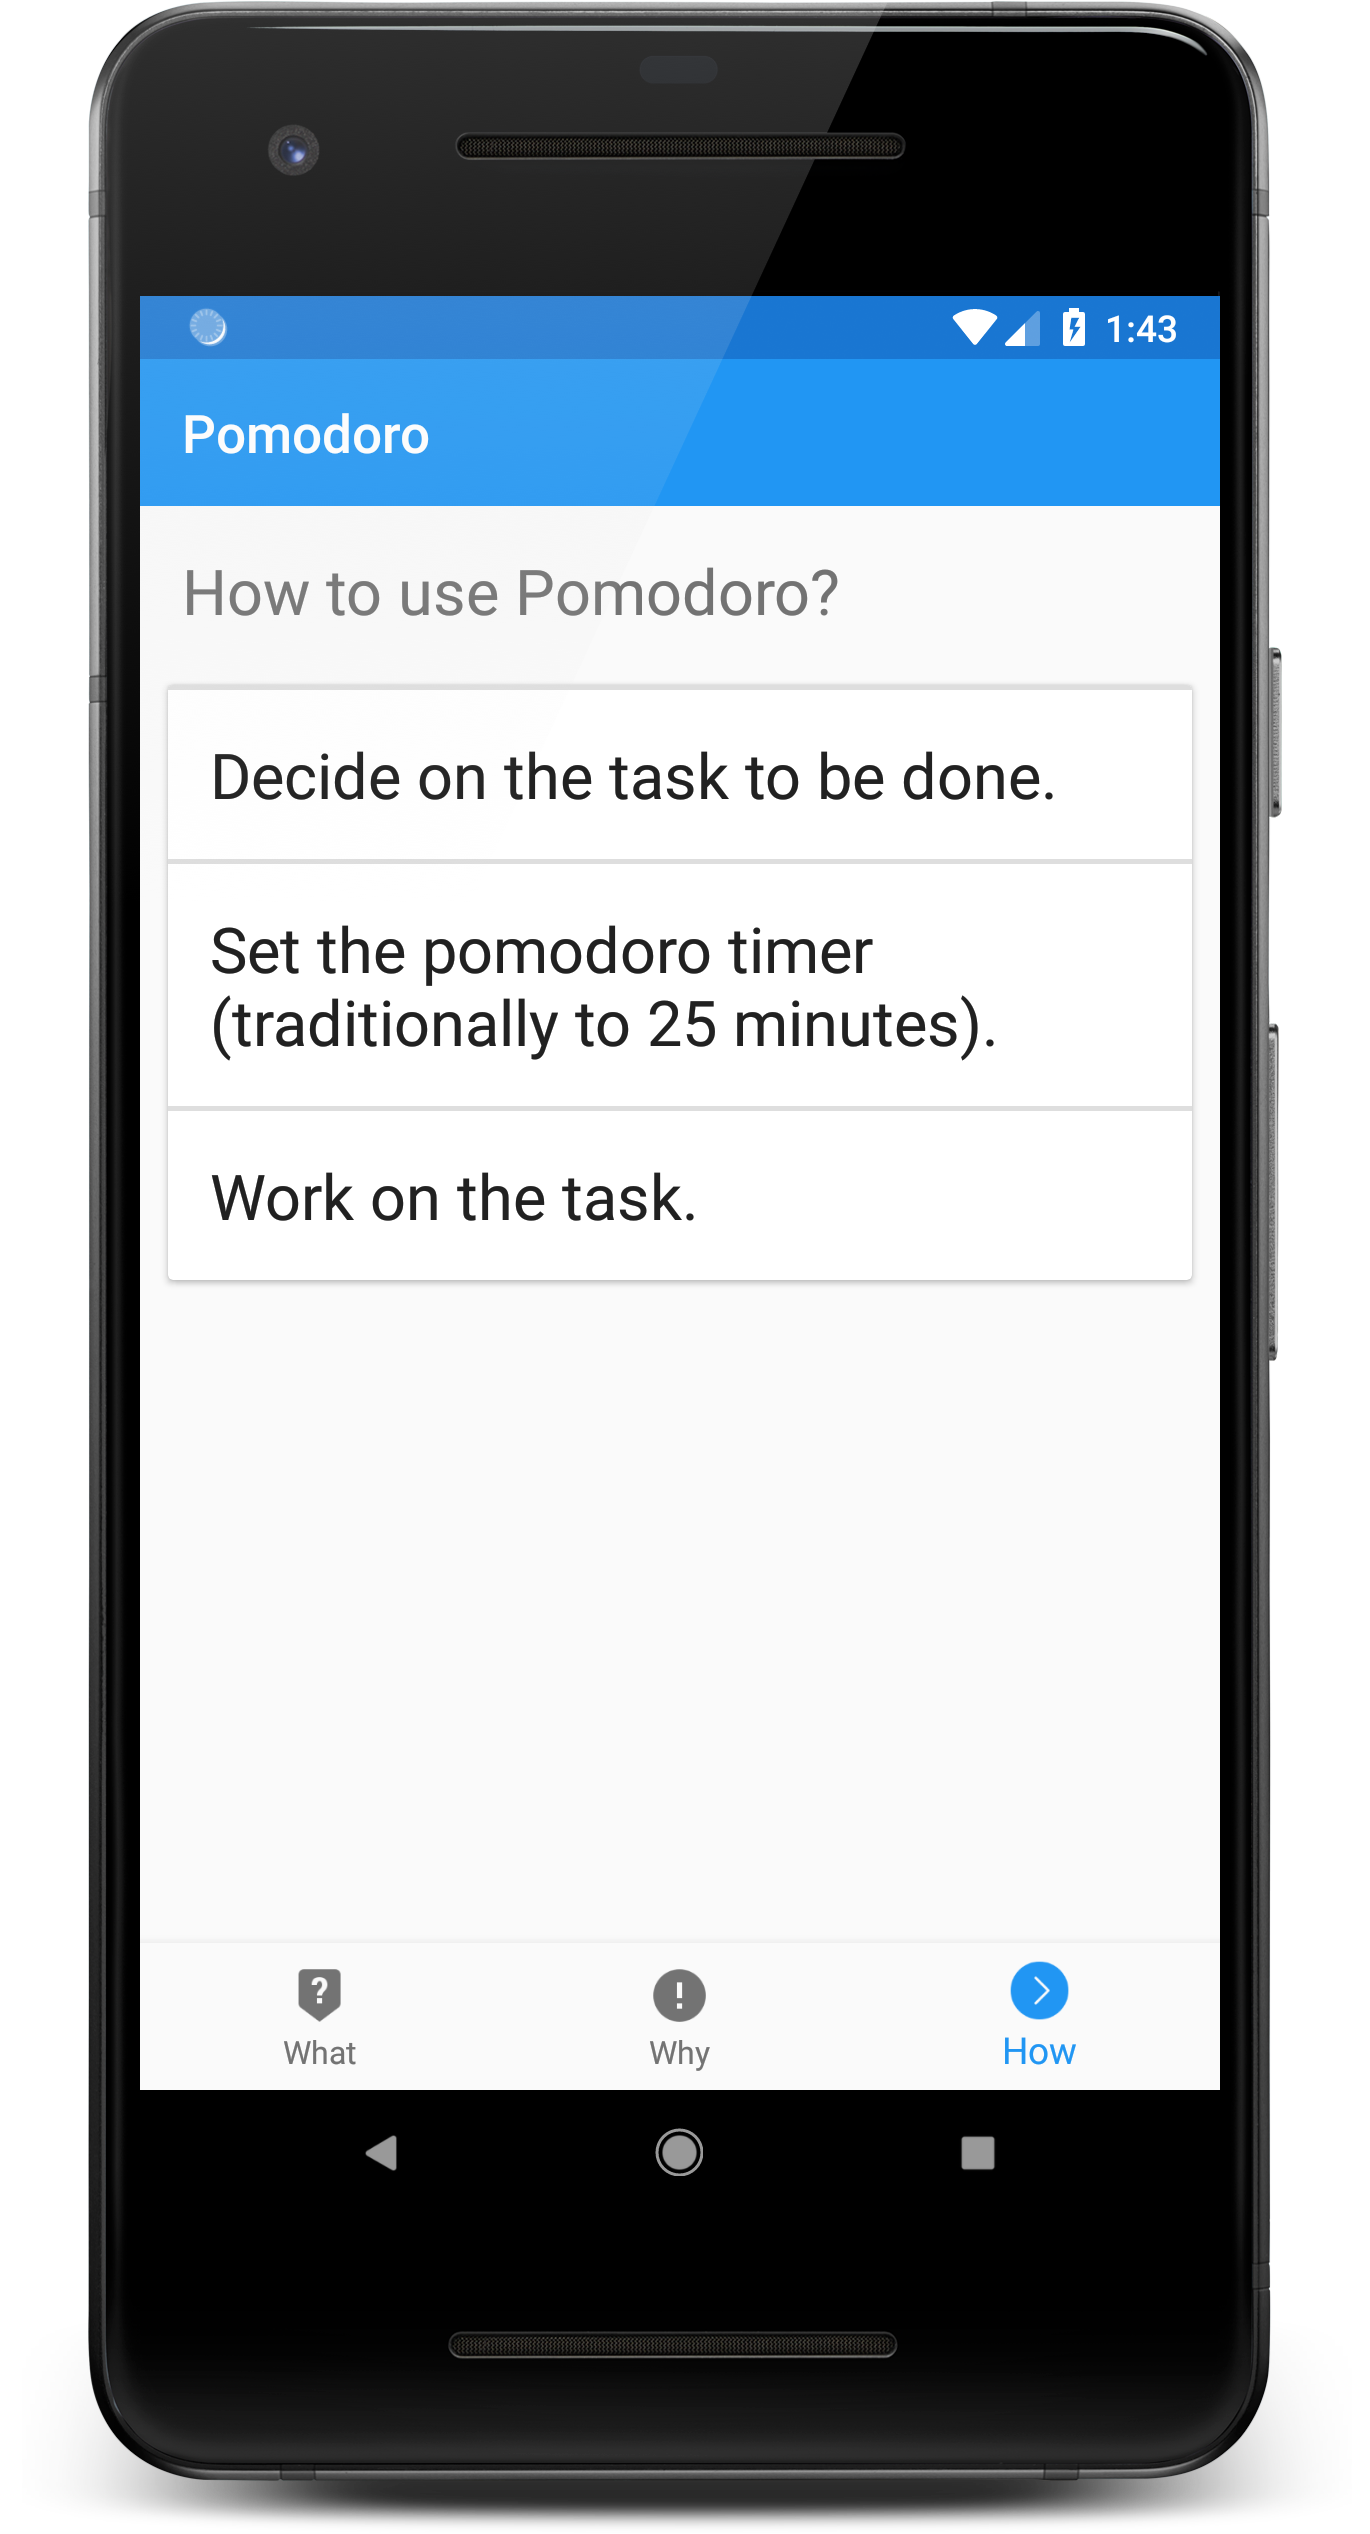 1:43
Pomodoro
How to use Pomodoro?
Decide on the task to be done.
Set the pomodoro timer
(traditionally to 25 minutes).
Work on the task.
What
Why
How